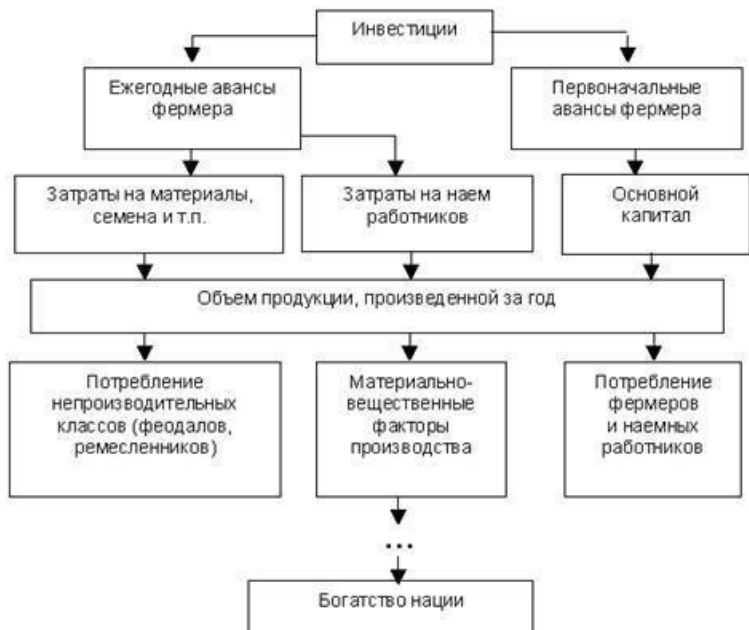 Инвестиции
Ежегодные авансы
фермера
Первоначальные
авансы фермера
Затраты на материалы,
семена и т.п.
Затраты на наем
работников
Основной
капитал
Объем продукции, произведенной за год
Потребление
непроизводительных
классов (феодалов,
ремесленников)
Материально-
вещественные
факторы
производства
Потребление
фермеров
и наемных
работников
...
Богатство нации